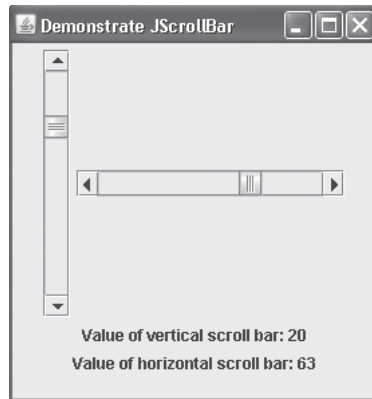 Demonstrate JScrollBar
Value of vertical scroll bar: 20
Value of horizontal scroll bar: 63